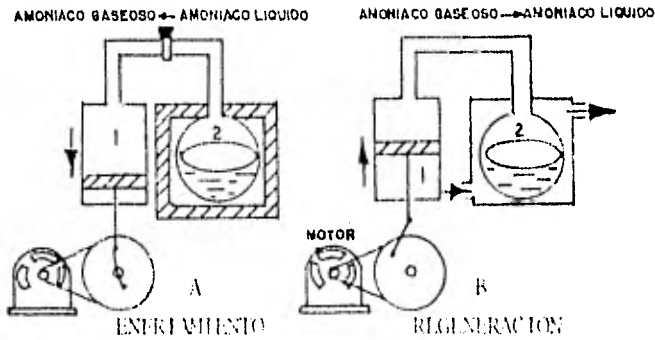 AMONIACO GASEOSO ← AMONIACO LIQUIDO
AMONIACO GASEOSO → AMONIACO LIQUIDO
1
2
2
1
MOTOR
A
B
ENFRIAMIENTO
REGENERACION